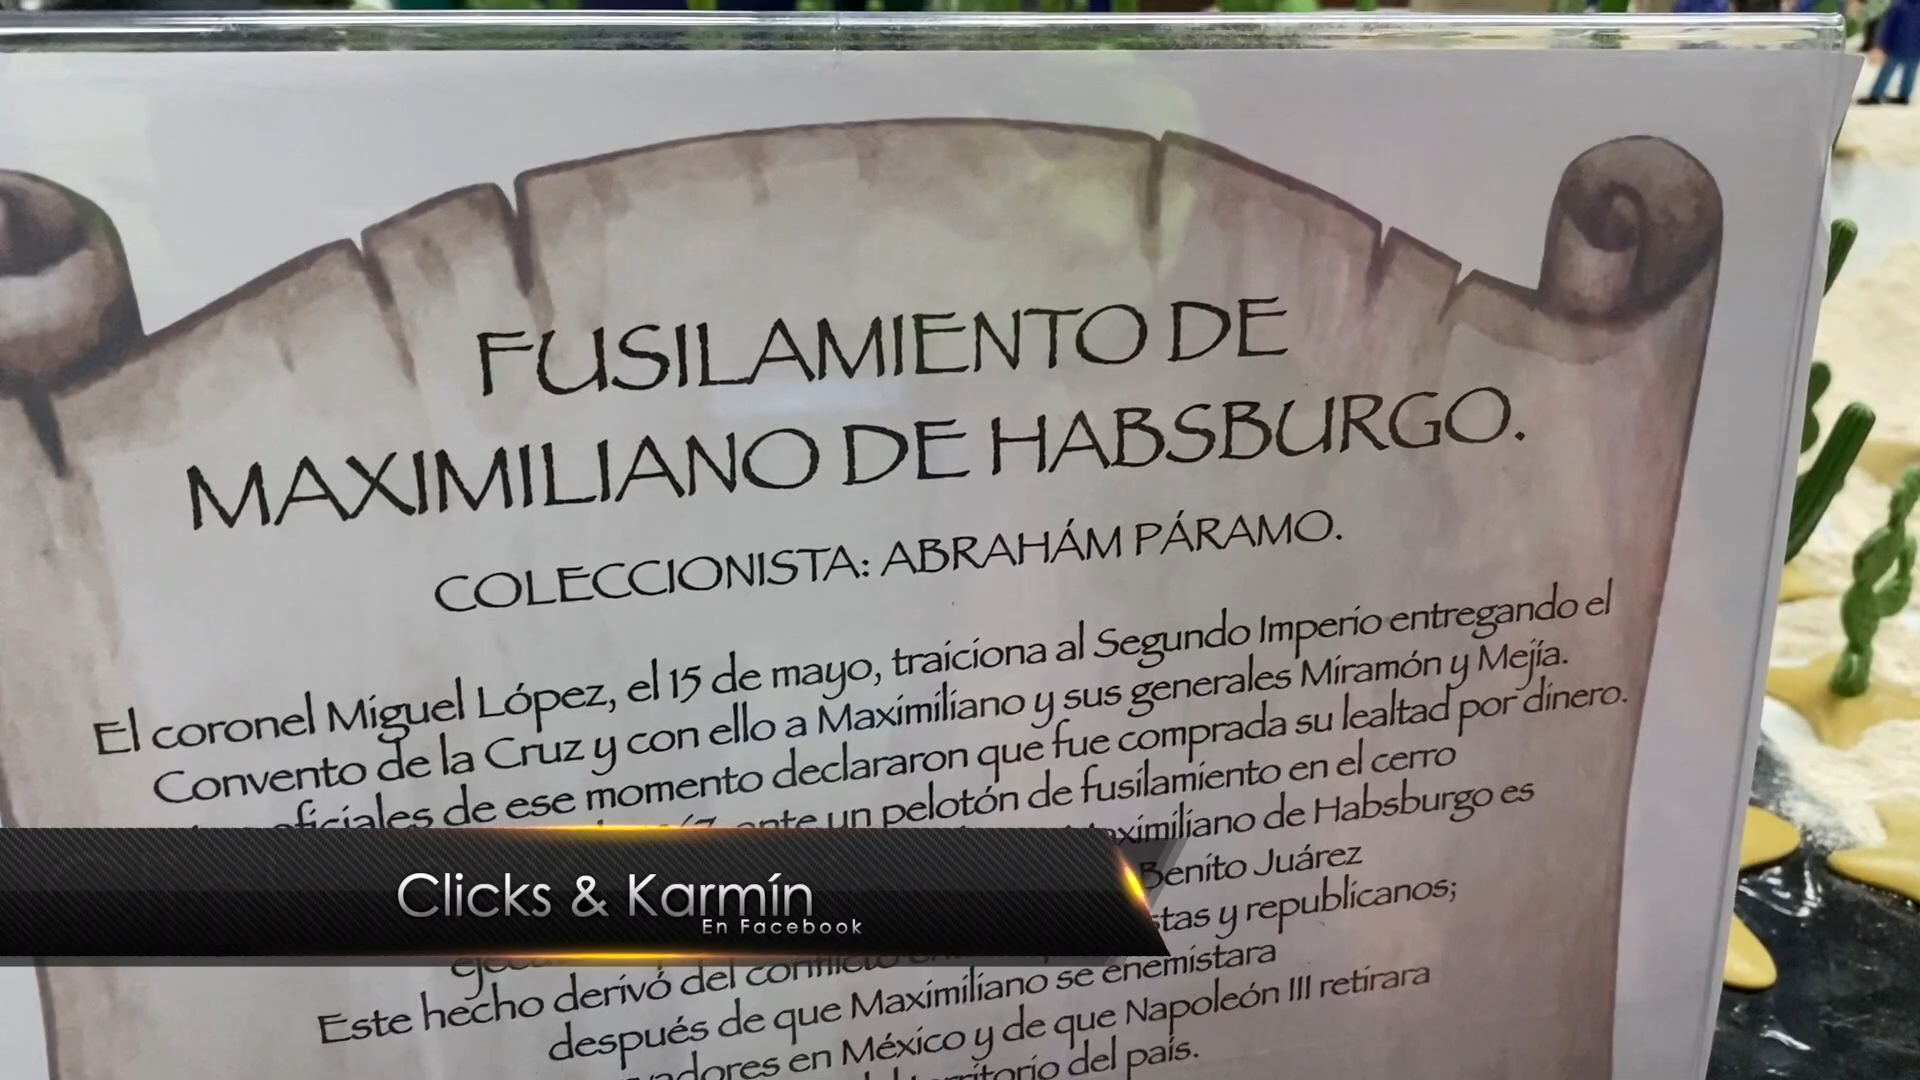 FUSILAMIENTO DE
MAXIMILIANO DE HABSBURGO.
COLECCIONISTA: ABRAHÁM PÁRAMO.
El coronel Miguel López, el 15 de mayo, traiciona al Segundo Imperio entregando el
Convento de la Cruz y con ello a Maximiliano y sus generales Miramón y Mejía.
oficiales de ese momento declararon que fue comprada su lealtad por dinero.
ante un pelotón de fusilamiento en el cerro
Maximiliano de Habsburgo es
Benito Juárez
y republicanos;
Este hecho derivó del conflicto
después de que Maximiliano se enemistara
en México y de que Napoleón III retirara
territorio del país.
Clicks & Karmín
En Facebook